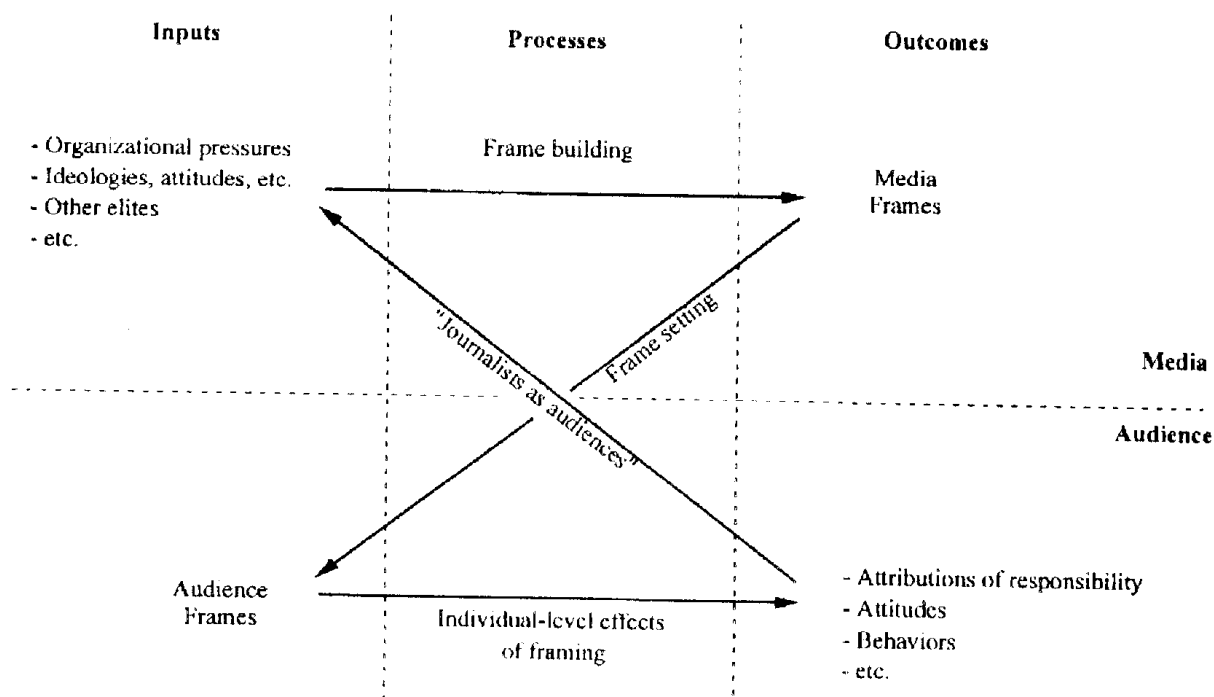 Inputs
Processes
Outcomes
- Organizational pressures
- Ideologies, attitudes, etc.
- Other elites
- etc.
Frame building
Media
Frames
"Journalists as audiences"
Frame setting
Media
Audience
Audience
Frames
Individual-level effects
of framing
- Attributions of responsibility
- Attitudes
- Behaviors
- etc.